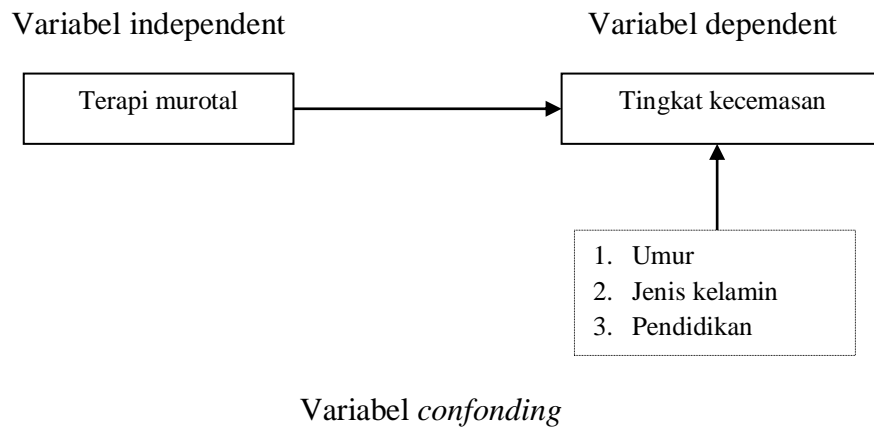 Variabel independent
Variabel dependent
Terapi murotal
Tingkat kecemasan
1. Umur
2. Jenis kelamin
3. Pendidikan
Variabel confonding